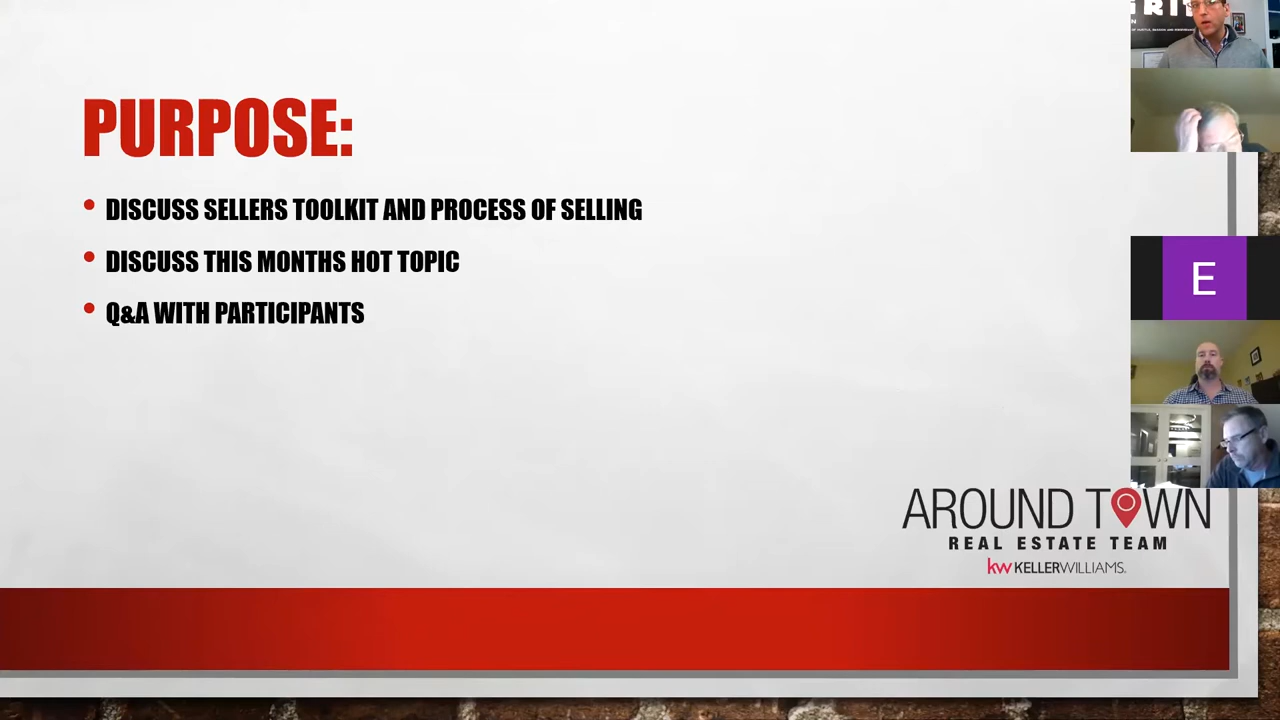 PURPOSE:
• DISCUSS SELLERS TOOLKIT AND PROCESS OF SELLING
• DISCUSS THIS MONTHS HOT TOPIC
• Q&A WITH PARTICIPANTS
E
AROUND TOWN
REAL ESTATE TEAM
kw KELLERWILLIAMS.